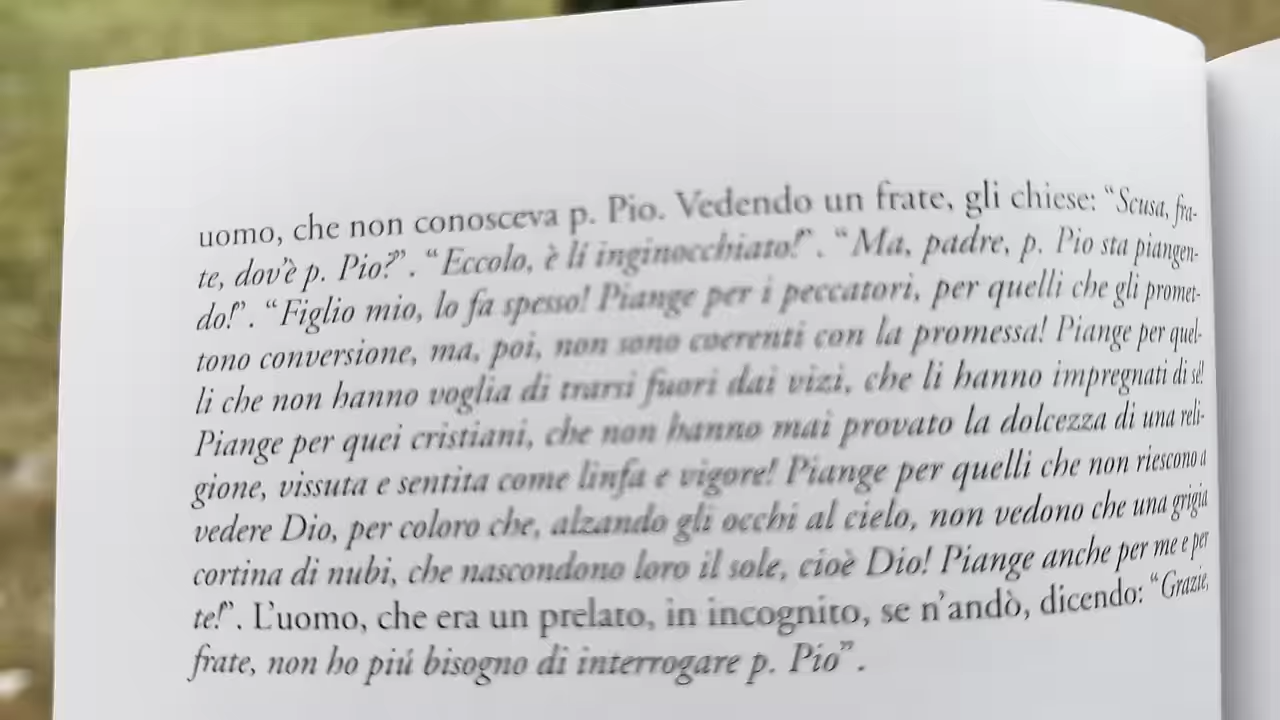 uomo, che non conosceva p. Pio. Vedendo un frate, gli chiese: “Scusa, fra-
te, dov’è p. Pio?”. “Eccolo, è lí inginocchiato!”. “Ma, padre, p. Pio sta piangen-
do!”. “Figlio mio, lo fa spesso! Piange per i peccatori, per quelli che gli promet-
tono conversione, ma, poi, non sono coerenti con la promessa! Piange per quel-
li che non hanno voglia di trarsi fuori dai vizi, che li hanno impregnati di sé!
Piange per quei cristiani, che non hanno mai provato la dolcezza di una reli-
gione, vissuta e sentita come linfa e vigore! Piange per quelli che non riescono a
vedere Dio, per coloro che, alzando gli occhi al cielo, non vedono che una grigia
cortina di nubi, che nascondono loro il sole, cioè Dio! Piange anche per me e per
te!”. L’uomo, che era un prelato, in incognito, se n’andò, dicendo: “Grazie,
frate, non ho piú bisogno di interrogare p. Pio”.